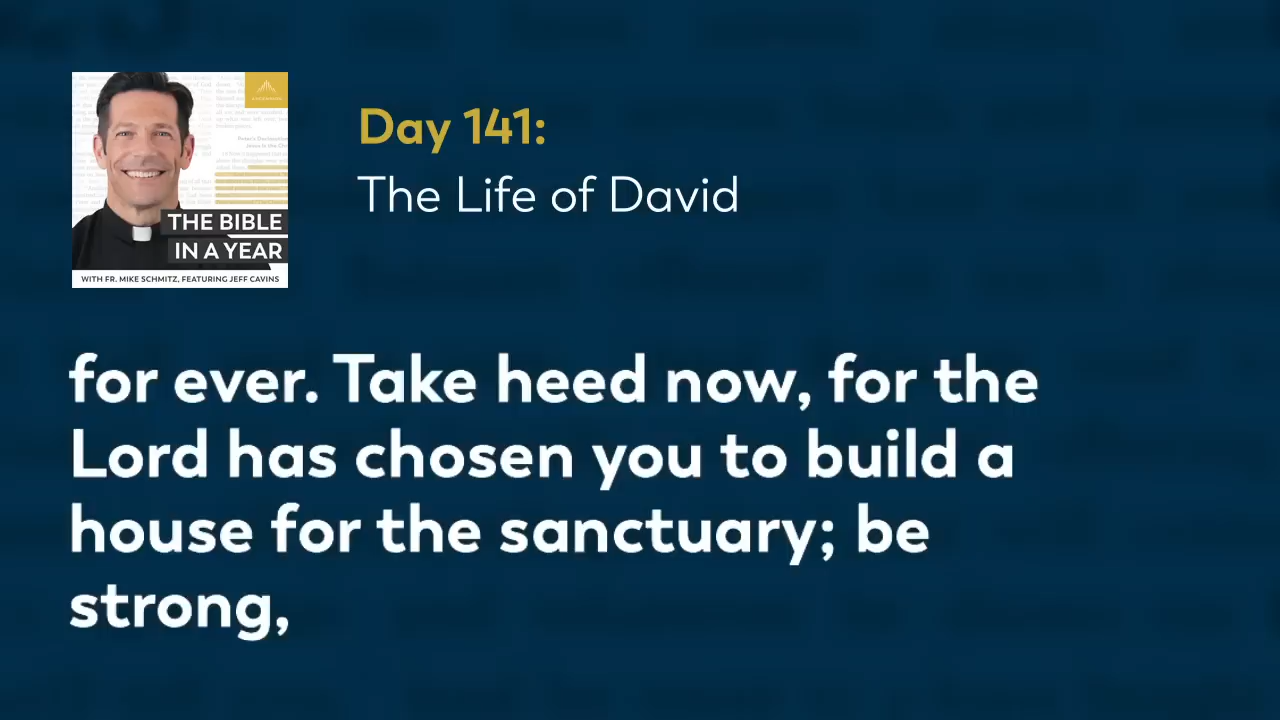 Day 141:
The Life of David
THE BIBLE
IN A YEAR
WITH FR. MIKE SCHMITZ, FEATURING JEFF CAVINS
for ever. Take heed now, for the
Lord has chosen you to build a
house for the sanctuary; be
strong,